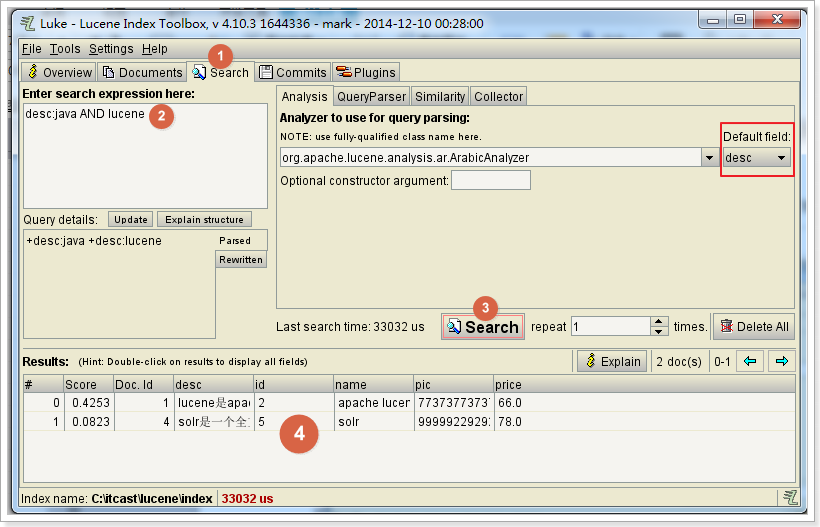 Luke - Lucene Index Toolbox, v 4.10.3 1644336 - mark - 2014-12-10 00:28:00
File Tools Settings Help
1
Overview Documents Search Commits Plugins
Enter search expression here:
desc:java AND lucene
2
Analysis QueryParser Similarity Collector
Analyzer to use for query parsing:
NOTE: use fully-qualified class name here.
Default field:
org.apache.lucene.analysis.ar.ArabicAnalyzer
desc
Optional constructor argument:
Query details: Update Explain structure
+desc:java +desc:lucene
Parsed
Rewritten
3
Last search time: 33032 us Search repeat 1 times. Delete All
Results: (Hint: Double-click on results to display all fields) Explain 2 doc(s) 0-1
# Score Doc. Id desc id name pic price
0 0.4253 1 lucene是apa 2 apache lucen 7737377373 66.0
1 0.0823 4 solr是一个全 5 solr 9999922929 78.0
4
Index name: C:\itcast\lucene\index 33032 us